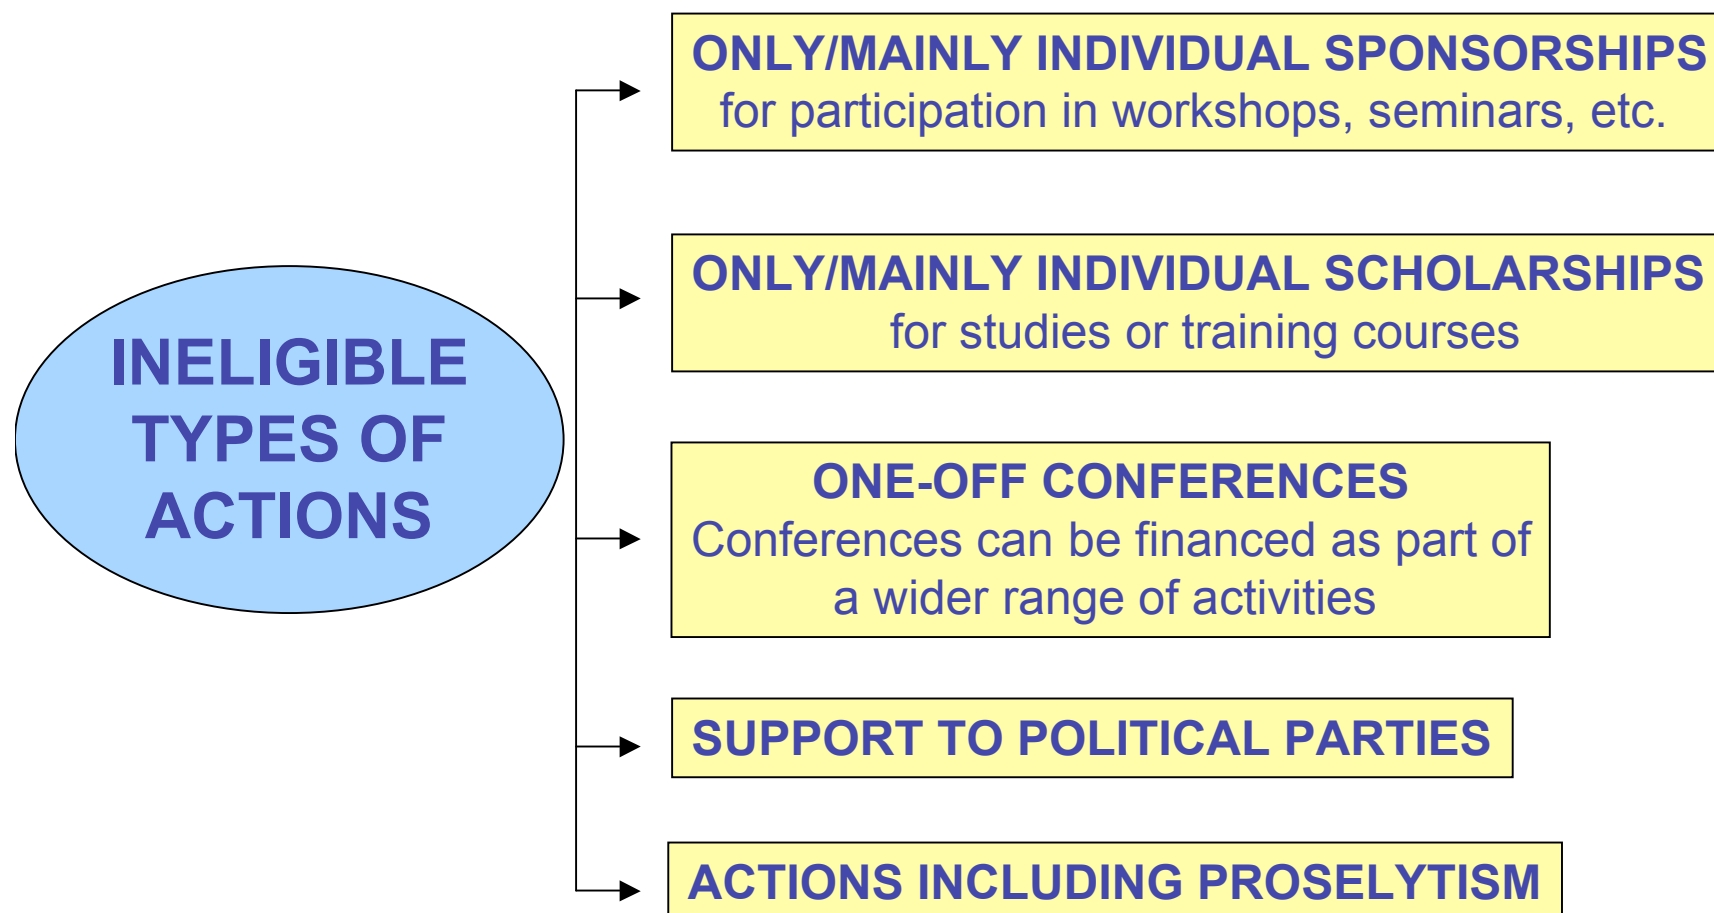 INELIGIBLE
TYPES OF
ACTIONS
ONLY/MAINLY INDIVIDUAL SPONSORSHIPS
for participation in workshops, seminars, etc.
ONLY/MAINLY INDIVIDUAL SCHOLARSHIPS
for studies or training courses
ONE-OFF CONFERENCES
Conferences can be financed as part of
a wider range of activities
SUPPORT TO POLITICAL PARTIES
ACTIONS INCLUDING PROSELYTISM